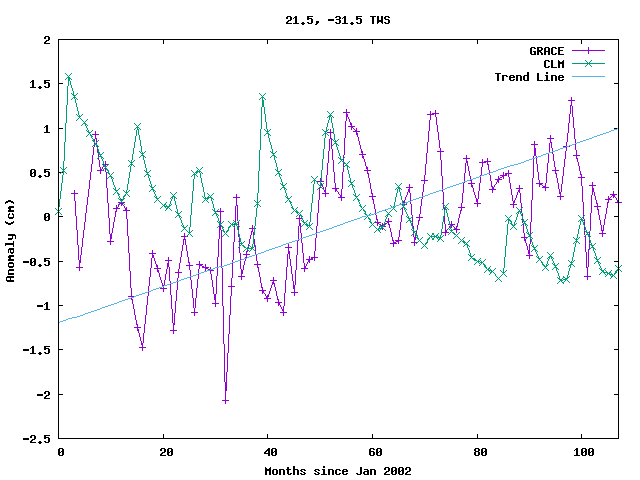 21.5, -31.5 TWS
GRACE
CLM
Trend Line
2
1.5
1
0.5
0
-0.5
-1
-1.5
-2
-2.5
Anomaly (cm)
0 20 40 60 80 100
Months since Jan 2002